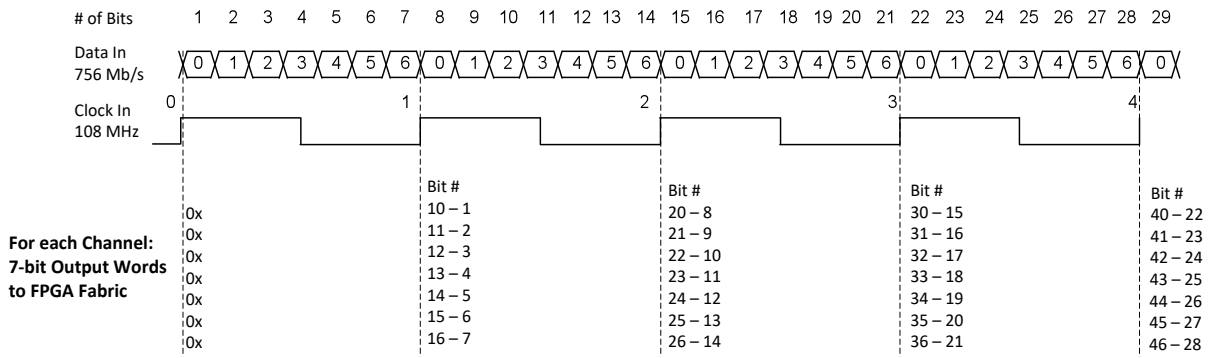 # of Bits 1 2 3 4 5 6 7 8 9 10 11 12 13 14 15 16 17 18 19 20 21 22 23 24 25 26 27 28 29
Data In
756 Mb/s
0 1 2 3 4 5 6 0 1 2 3 4 5 6 0 1 2 3 4 5 6 0 1 2 3 4 5 6 0
0 1 2 3 4
Clock In
108 MHz
For each Channel:
7-bit Output Words
to FPGA Fabric
0x
0x
0x
0x
0x
0x
0x
Bit #
10 – 1
11 – 2
12 – 3
13 – 4
14 – 5
15 – 6
16 – 7
Bit #
20 – 8
21 – 9
22 – 10
23 – 11
24 – 12
25 – 13
26 – 14
Bit #
30 – 15
31 – 16
32 – 17
33 – 18
34 – 19
35 – 20
36 – 21
Bit #
40 – 22
41 – 23
42 – 24
43 – 25
44 – 26
45 – 27
46 – 28